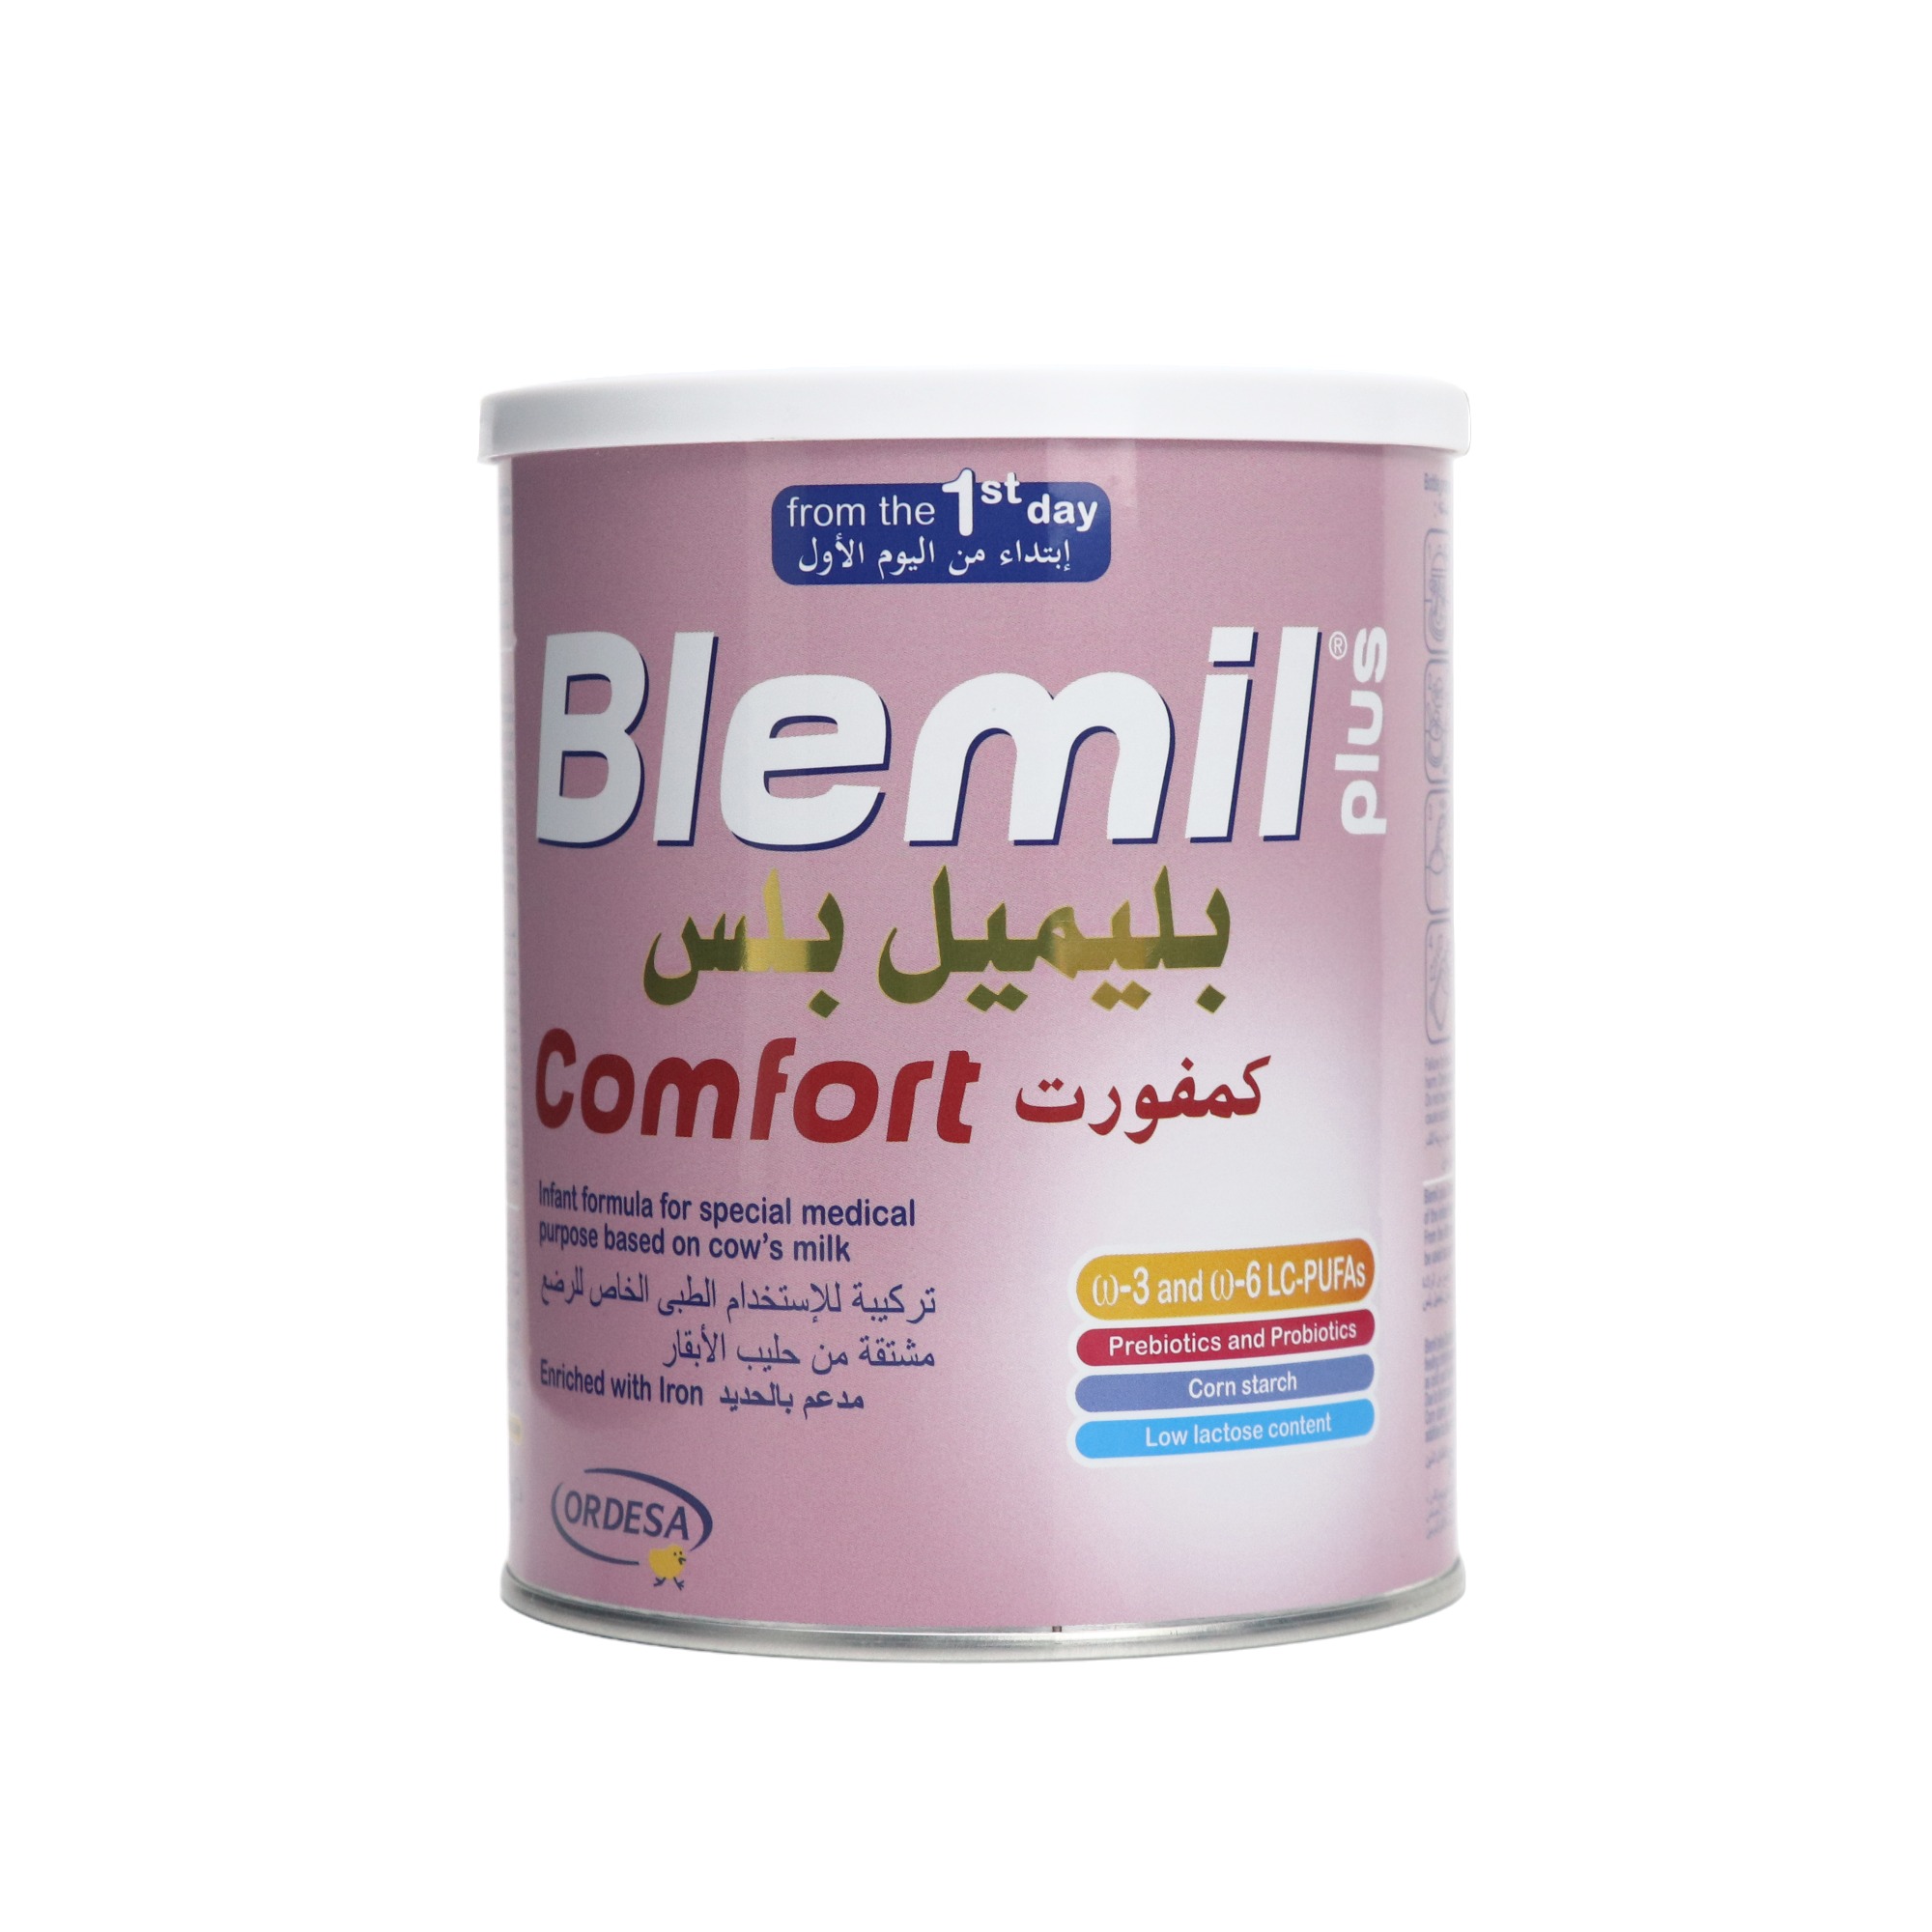 from the 1st day
إبتداء من اليوم الأول
Blemil® plus
بليميل بلس
Comfort كمفورت
Infant formula for special medical
purpose based on cow's milk
تركيبة للإستخدام الطبى الخاص للرضع
مشتقة من حليب الأبقار
Enriched with Iron مدعم بالحديد
ω-3 and ω-6 LC-PUFAs
Prebiotics and Probiotics
Corn starch
Low lactose content
ORDESA